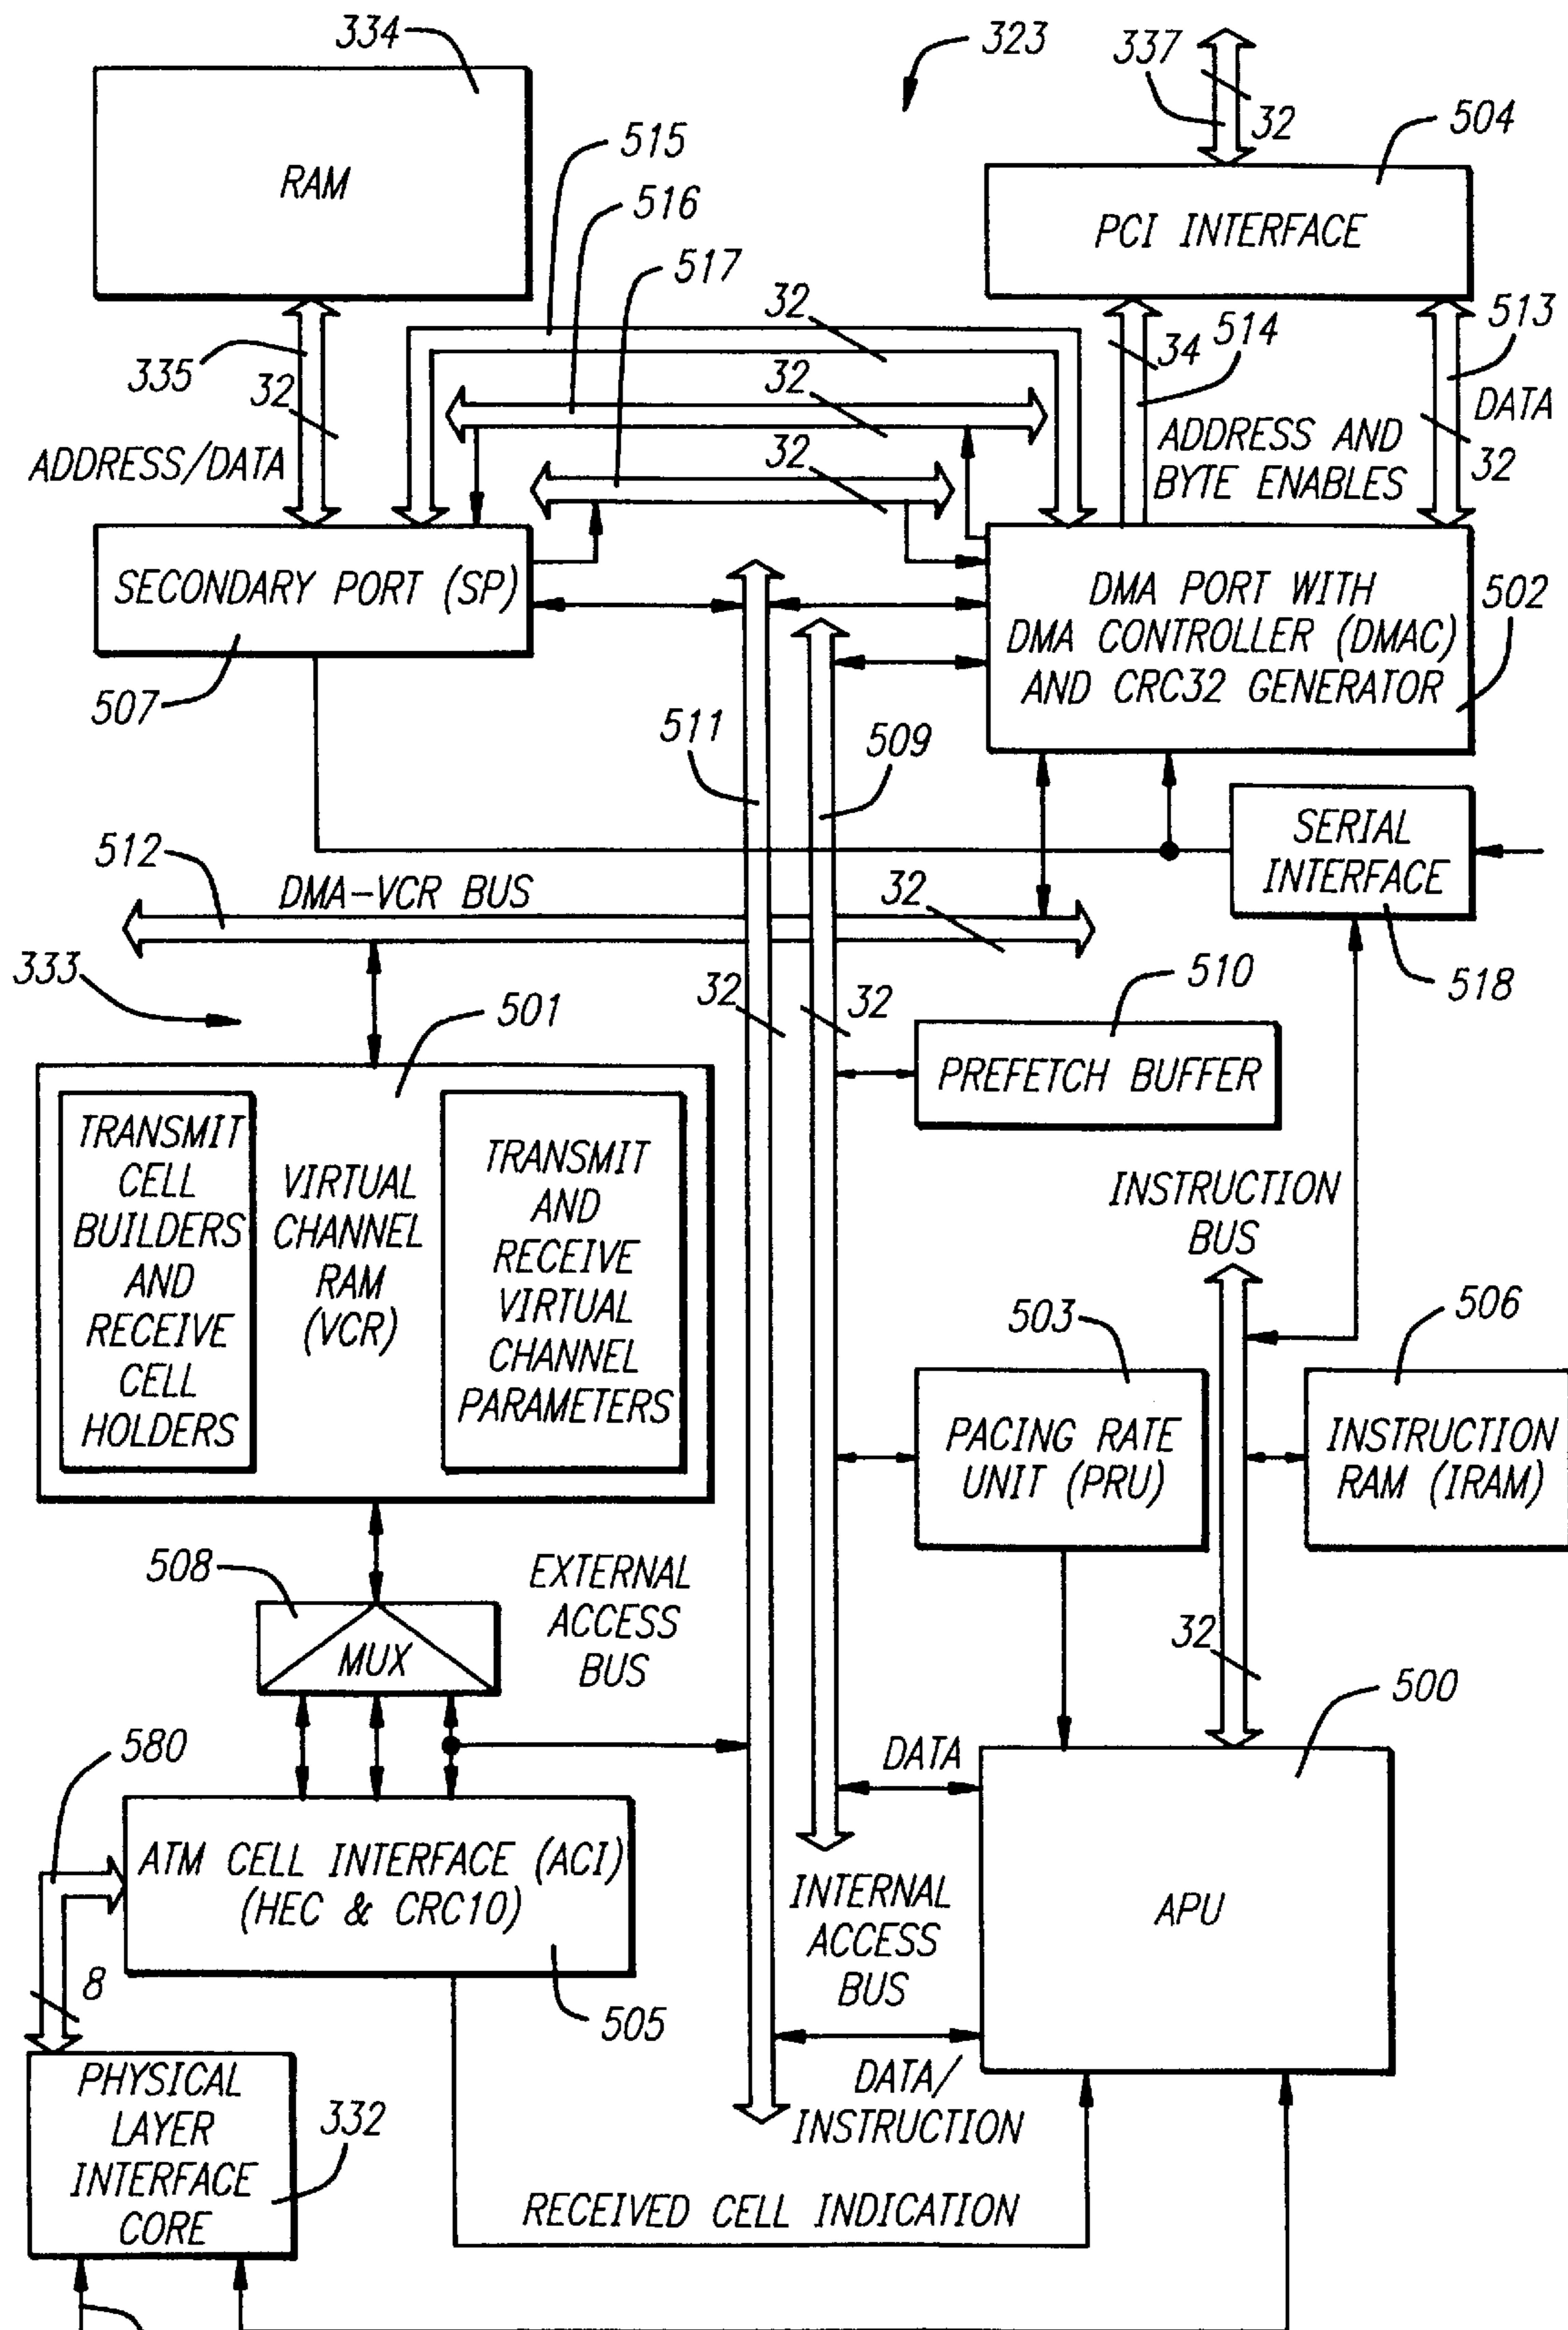 334
323
337
32
504
RAM
515
516
517
PCI INTERFACE
32
32
34
514
513
335
32
32
32
DATA
32
ADDRESS/DATA
32
32
ADDRESS AND
BYTE ENABLES
SECONDARY PORT (SP)
DMA PORT WITH
DMA CONTROLLER (DMAC)
AND CRC32 GENERATOR
502
507
511
509
SERIAL
INTERFACE
512
DMA-VCR BUS
32
32
518
333
501
32
32
510
PREFETCH BUFFER
TRANSMIT
CELL
BUILDERS
AND
RECEIVE
CELL
HOLDERS
VIRTUAL
CHANNEL
RAM
(VCR)
TRANSMIT
AND
RECEIVE
VIRTUAL
CHANNEL
PARAMETERS
INSTRUCTION
BUS
503
506
PACING RATE
UNIT (PRU)
INSTRUCTION
RAM (IRAM)
508
MUX
EXTERNAL
ACCESS
BUS
32
500
580
DATA
ATM CELL INTERFACE (ACI)
(HEC & CRC10)
INTERNAL
ACCESS
BUS
APU
8
505
PHYSICAL
LAYER
INTERFACE
CORE
332
DATA/
INSTRUCTION
RECEIVED CELL INDICATION